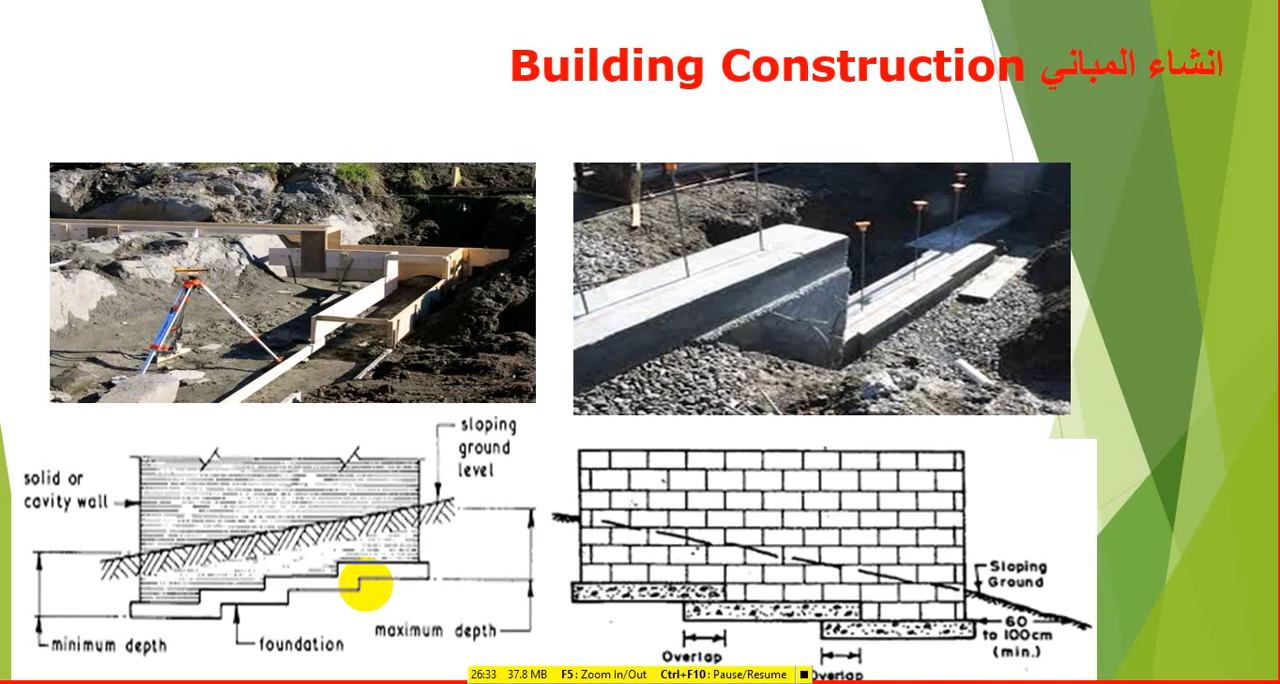 Building Construction انشاء المباني
sloping
ground
level
solid or
cavity wall
minimum depth
foundation
maximum depth
Sloping
Ground
60
to 100cm
(min.)
Overlap
Overlap
26:33 37.8 MB F5: Zoom In/Out Ctrl+F10: Pause/Resume